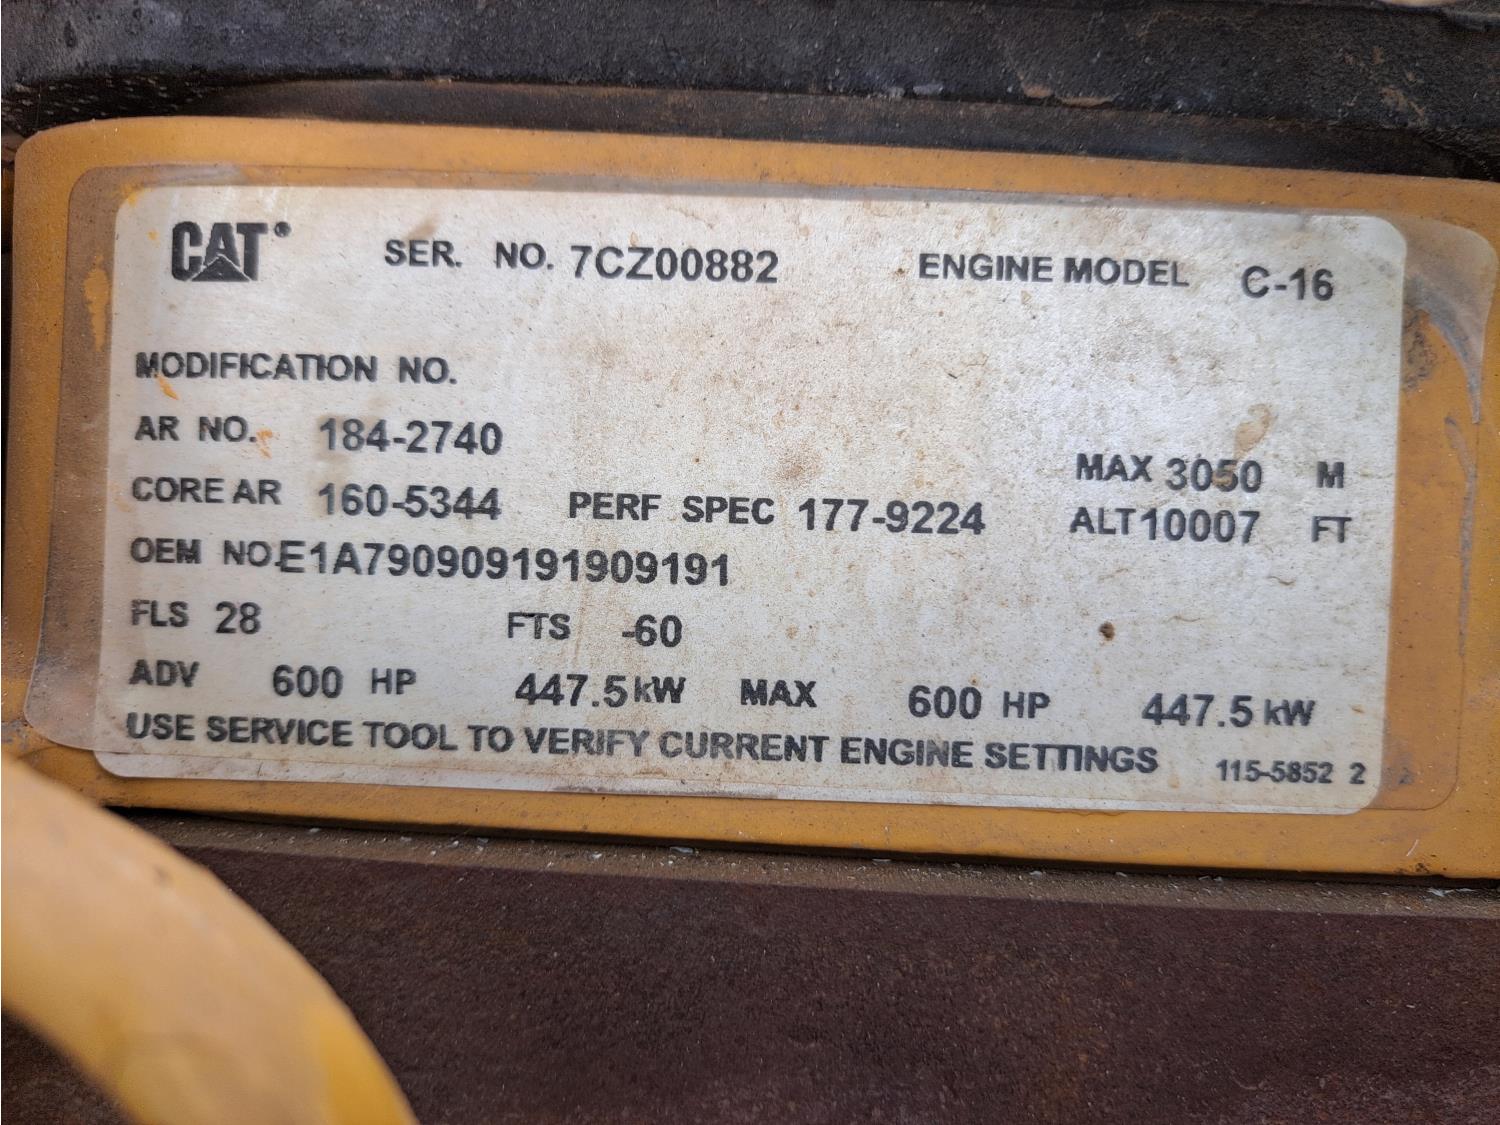 CAT® SER. NO. 7CZ00882 ENGINE MODEL C-16
MODIFICATION NO.
AR NO. 184-2740
MAX 3050 M
CORE AR 160-5344 PERF SPEC 177-9224 ALT 10007 FT
OEM NO. E1A790909191909191
FLS 28 FTS -60
ADV 600 HP 447.5 kW MAX 600 HP 447.5 kW
USE SERVICE TOOL TO VERIFY CURRENT ENGINE SETTINGS 115-5852 2